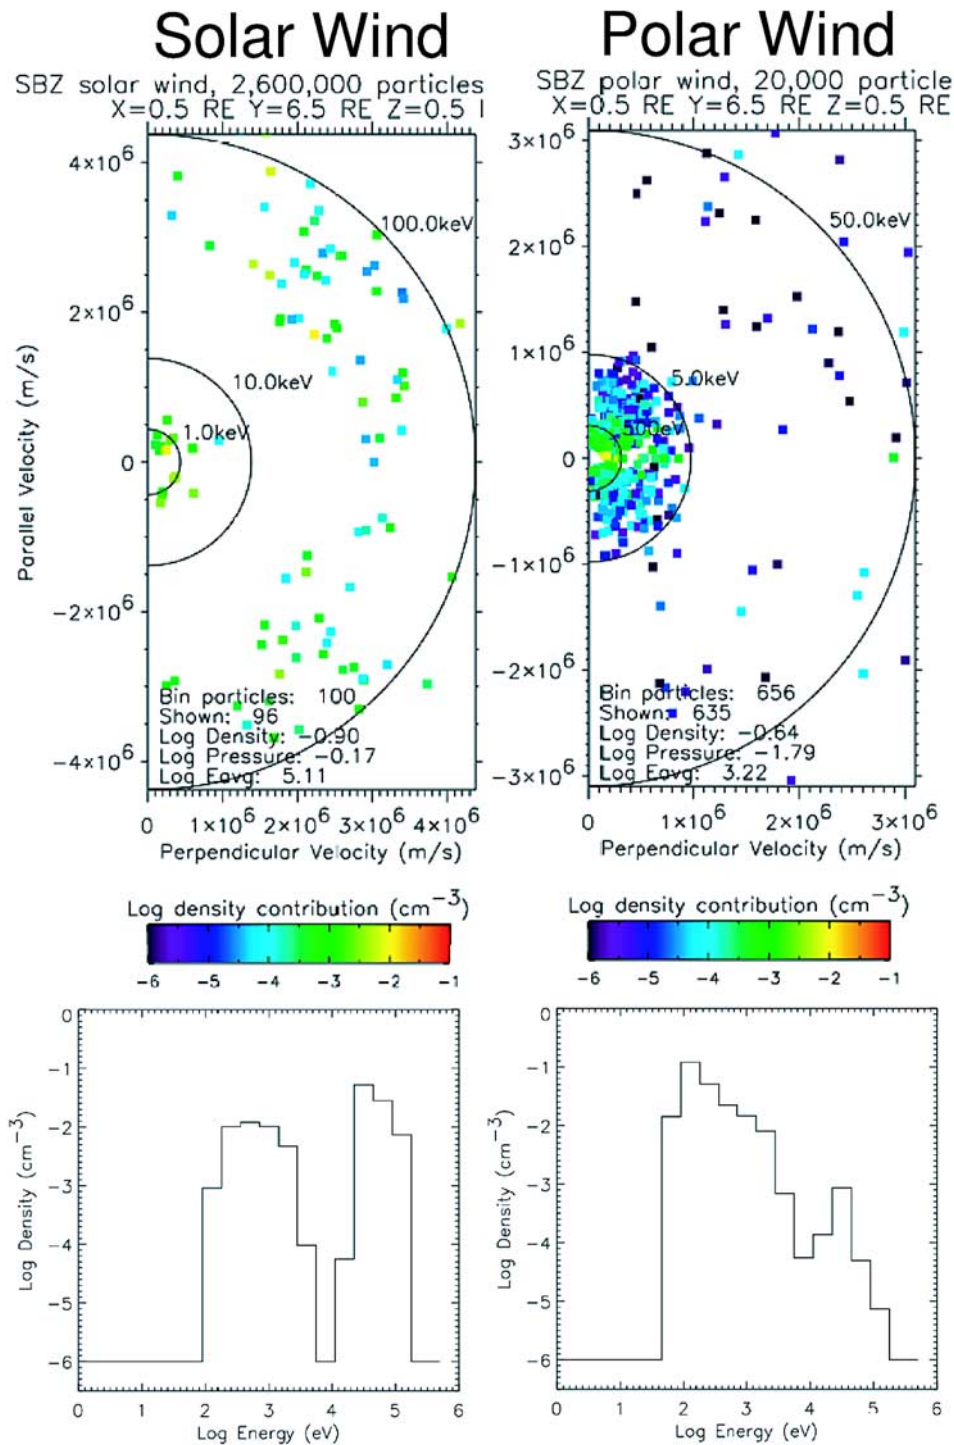 Solar Wind
SBZ solar wind, 2,600,000 particles
X=0.5 RE Y=6.5 RE Z=0.5 I
4×10⁶
2×10⁶
0
−2×10⁶
−4×10⁶
Parallel Velocity (m/s)
100.0keV
10.0keV
1.0keV
Bin particles: 100
Shown: 96
Log Density: −0.90
Log Pressure: −0.17
Log Eavg: 5.11
0 1×10⁶ 2×10⁶ 3×10⁶ 4×10⁶
Perpendicular Velocity (m/s)
Log density contribution (cm⁻³)
−6 −5 −4 −3 −2 −1
0
−1
−2
−3
−4
−5
−6
Log Density (cm⁻³)
0 1 2 3 4 5 6
Log Energy (eV)
Polar Wind
SBZ polar wind, 20,000 particle
X=0.5 RE Y=6.5 RE Z=0.5 RE
3×10⁶
2×10⁶
1×10⁶
0
−1×10⁶
−2×10⁶
−3×10⁶
50.0keV
5.0keV
500eV
Bin particles: 656
Shown: 635
Log Density: −0.64
Log Pressure: −1.79
Log Eavg: 3.22
0 1×10⁶ 2×10⁶ 3×10⁶
Perpendicular Velocity (m/s)
Log density contribution (cm⁻³)
−6 −5 −4 −3 −2 −1
0
−1
−2
−3
−4
−5
−6
Log Density (cm⁻³)
0 1 2 3 4 5 6
Log Energy (eV)